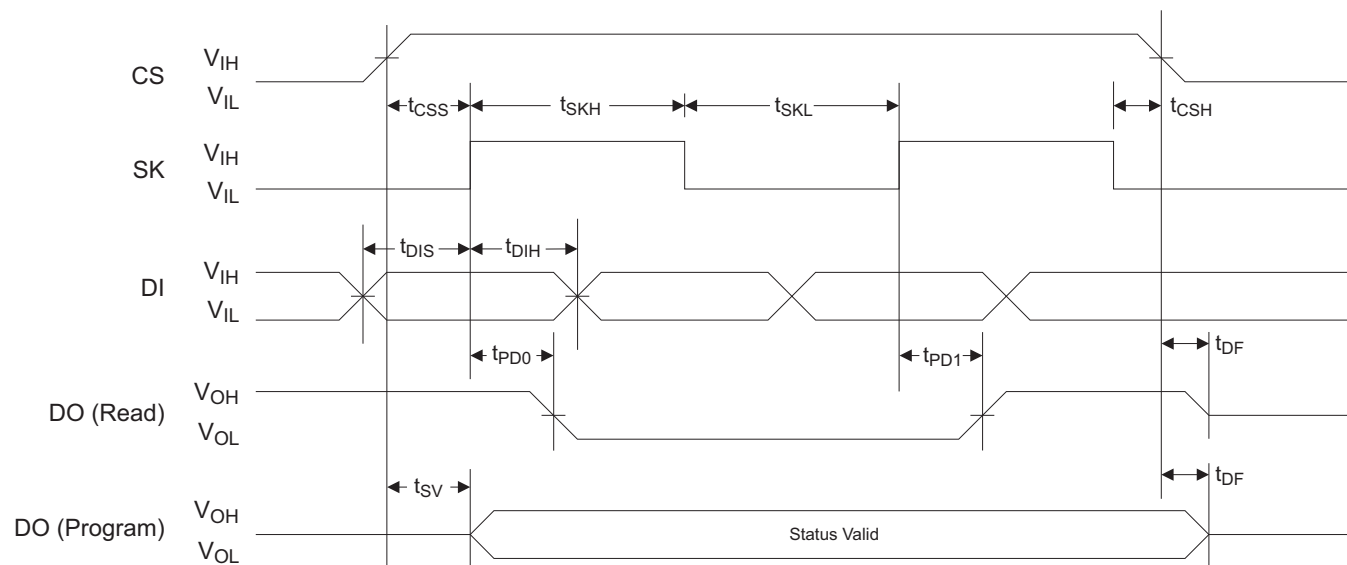 CS
VIH
VIL
tCSS
tSKH
tSKL
tCSH
SK
VIH
VIL
tDIS
tDIH
DI
VIH
VIL
tPD0
tPD1
tDF
DO (Read)
VOH
VOL
tSV
tDF
DO (Program)
VOH
VOL
Status Valid